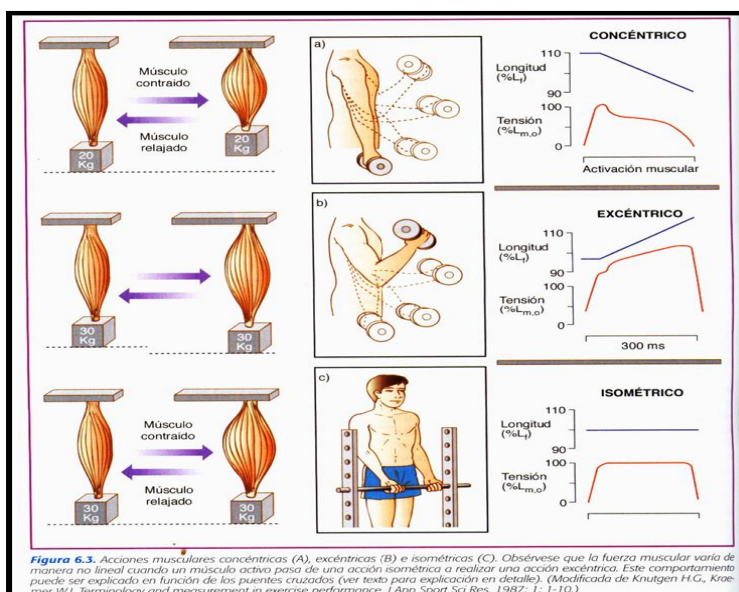 Músculo
contraido
Músculo
relajado
20
Kg
20
Kg
30
Kg
30
Kg
Músculo
contraido
Músculo
relajado
30
Kg
30
Kg
a)
b)
c)
CONCÉNTRICO
110
Longitud
(%Lf)
90
100
Tensión
(%Lm,o)
0
Activación muscular
EXCÉNTRICO
110
Longitud
(%Lf)
90
100
Tensión
(%Lm,o)
0
300 ms
ISOMÉTRICO
110
Longitud
(%Lf)
90
100
Tensión
(%Lm,o)
0
Figura 6.3. Acciones musculares concéntricas (A), excéntricas (B) e isométricas (C). Obsérvese que la fuerza muscular varía de
manera no lineal cuando un músculo activo pasa de una acción isométrica a realizar una acción excéntrica. Este comportamiento
puede ser explicado en función de los puentes cruzados (ver texto para explicación en detalle). (Modificada de Knutgen H.G., Krae-
mer W.J. Terminology and measurement in exercise performance. J App Sport Sci Res, 1987; 1: 1-10.)